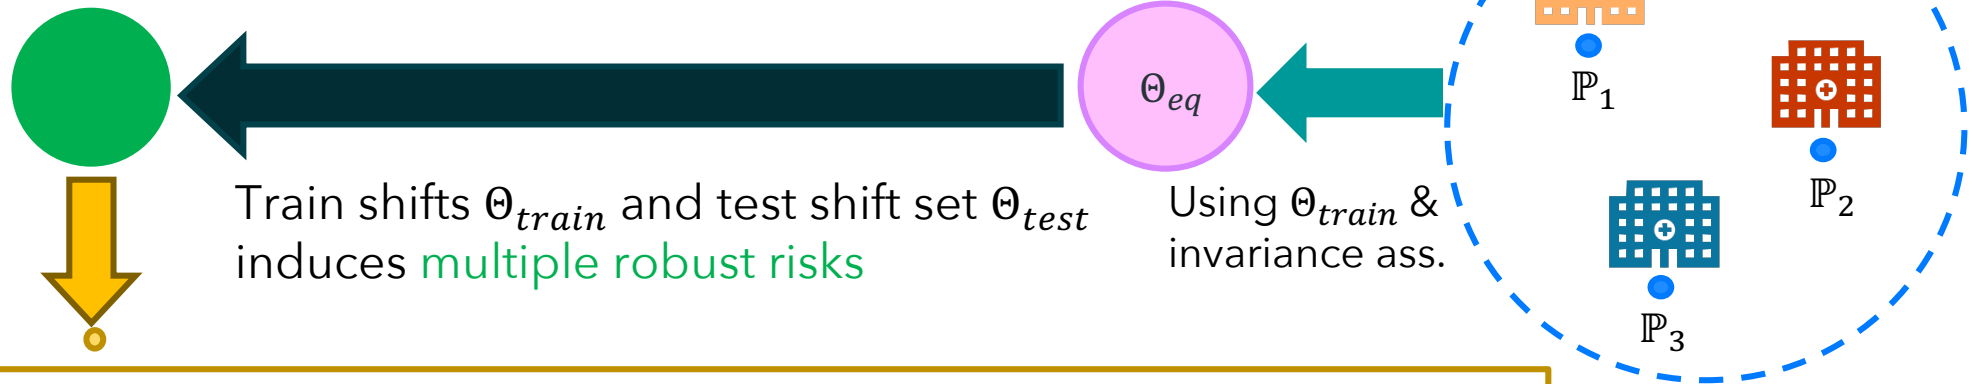 Θ_eq
ℙ_1
ℙ_2
ℙ_3
Train shifts Θ_train and test shift set Θ_test
induces multiple robust risks
Using Θ_train &
invariance ass.